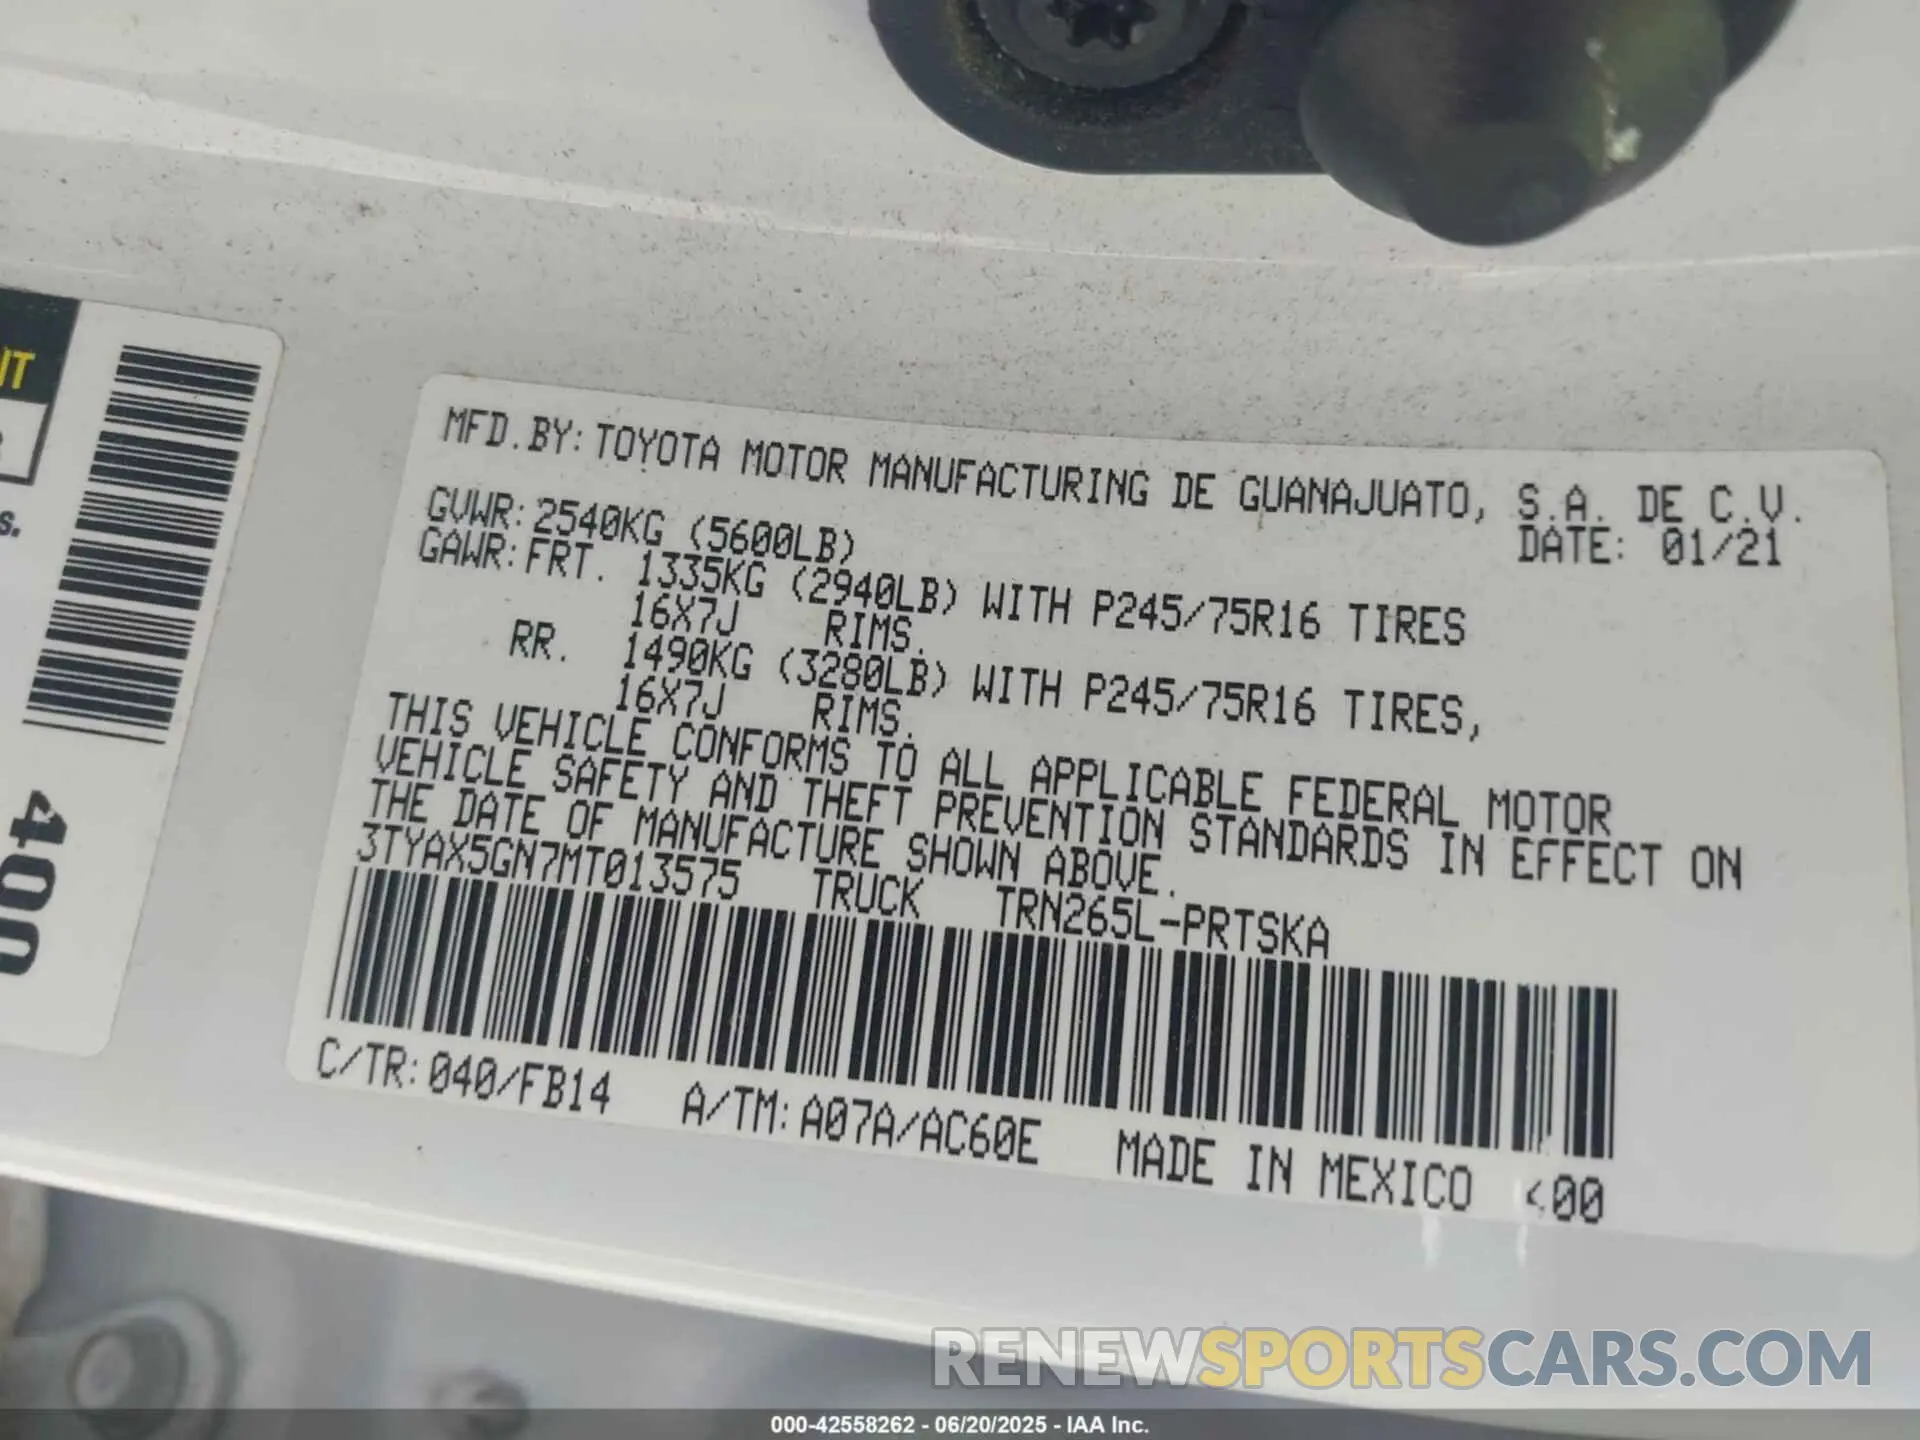 MFD.BY: TOYOTA MOTOR MANUFACTURING DE GUANAJUATO, S.A. DE C.V.
GVWR: 2540KG (5600LB) DATE: 01/21
GAWR: FRT. 1335KG (2940LB) WITH P245/75R16 TIRES
16X7J RIMS.
RR. 1490KG (3280LB) WITH P245/75R16 TIRES,
16X7J RIMS.
THIS VEHICLE CONFORMS TO ALL APPLICABLE FEDERAL MOTOR
VEHICLE SAFETY AND THEFT PREVENTION STANDARDS IN EFFECT ON
THE DATE OF MANUFACTURE SHOWN ABOVE.
3TYAX5GN7MT013575 TRUCK TRN265L-PRTSKA
C/TR: 040/FB14 A/TM: A07A/AC60E MADE IN MEXICO 400
400
RENEWSPORTSCARS.COM
000-42558262 - 06/20/2025 - IAA Inc.